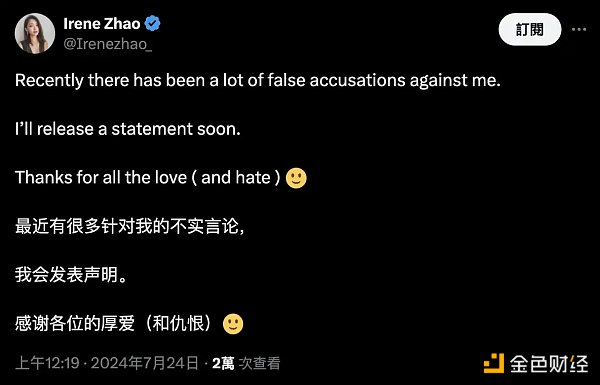 Irene Zhao
@Irenezhao_
訂閱
Recently there has been a lot of false accusations against me.
I’ll release a statement soon.
Thanks for all the love ( and hate ) 🙂
最近有很多针对我的不实言论，
我会发表声明。
感谢各位的厚爱（和仇恨）🙂
上午12:19 · 2024年7月24日 · 2萬 次查看
金色财经